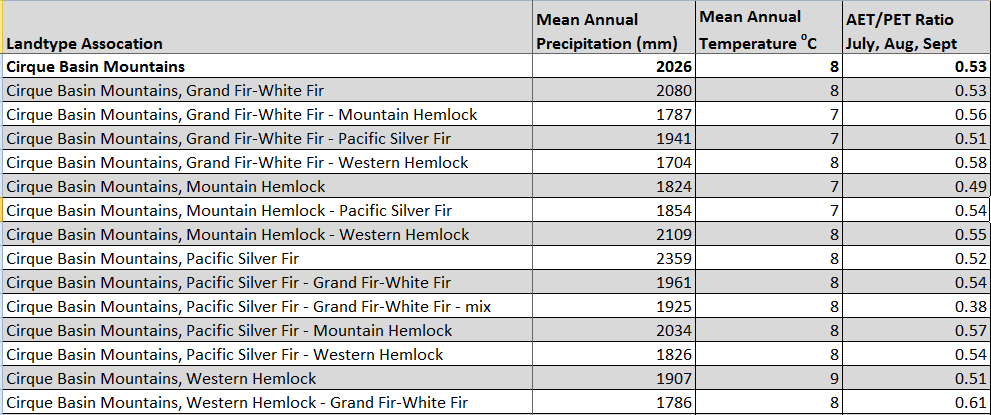 Landtype Assocation Mean Annual Precipitation (mm) Mean Annual Temperature °C AET/PET Ratio July, Aug, Sept
Cirque Basin Mountains 2026 8 0.53
Cirque Basin Mountains, Grand Fir-White Fir 2080 8 0.53
Cirque Basin Mountains, Grand Fir-White Fir - Mountain Hemlock 1787 7 0.56
Cirque Basin Mountains, Grand Fir-White Fir - Pacific Silver Fir 1941 7 0.51
Cirque Basin Mountains, Grand Fir-White Fir - Western Hemlock 1704 8 0.58
Cirque Basin Mountains, Mountain Hemlock 1824 7 0.49
Cirque Basin Mountains, Mountain Hemlock - Pacific Silver Fir 1854 7 0.54
Cirque Basin Mountains, Mountain Hemlock - Western Hemlock 2109 8 0.55
Cirque Basin Mountains, Pacific Silver Fir 2359 8 0.52
Cirque Basin Mountains, Pacific Silver Fir - Grand Fir-White Fir 1961 8 0.54
Cirque Basin Mountains, Pacific Silver Fir - Grand Fir-White Fir - mix 1925 8 0.38
Cirque Basin Mountains, Pacific Silver Fir - Mountain Hemlock 2034 8 0.57
Cirque Basin Mountains, Pacific Silver Fir - Western Hemlock 1826 8 0.54
Cirque Basin Mountains, Western Hemlock 1907 9 0.51
Cirque Basin Mountains, Western Hemlock - Grand Fir-White Fir 1786 8 0.61